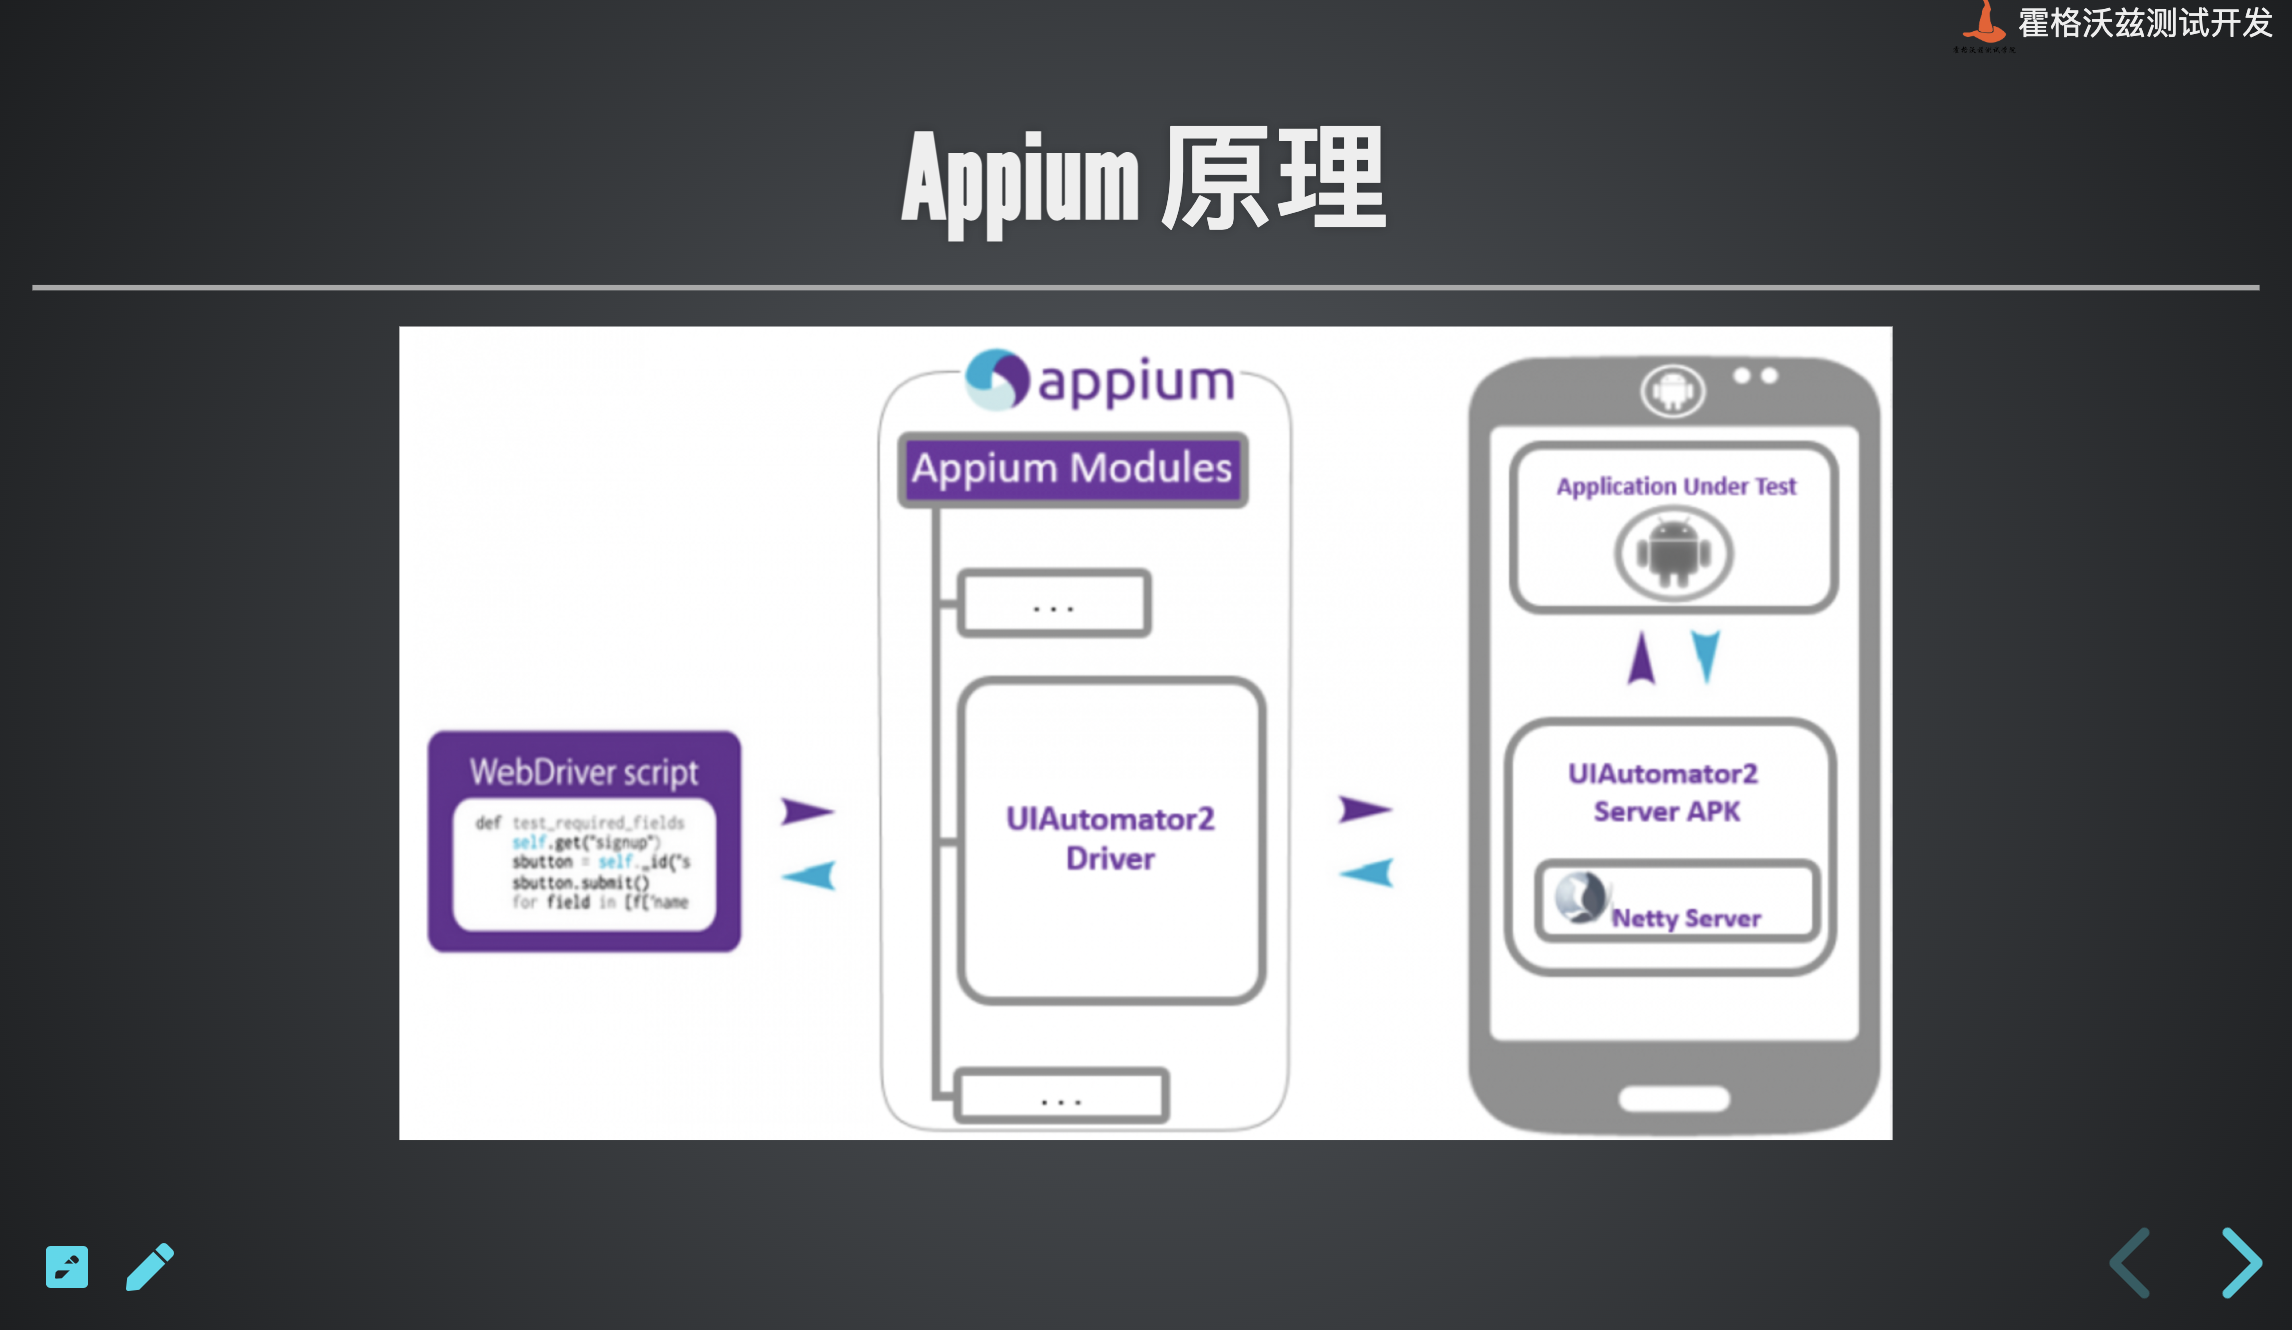 霍格沃兹测试开发
Appium 原理
appium
Appium Modules
. . .
UIAutomator2
Driver
. . .
WebDriver script
def test_required_fields
self.get("signup")
sbutton = self._id("s
sbutton.submit()
for field in [f['name
Application Under Test
UIAutomator2
Server APK
Netty Server